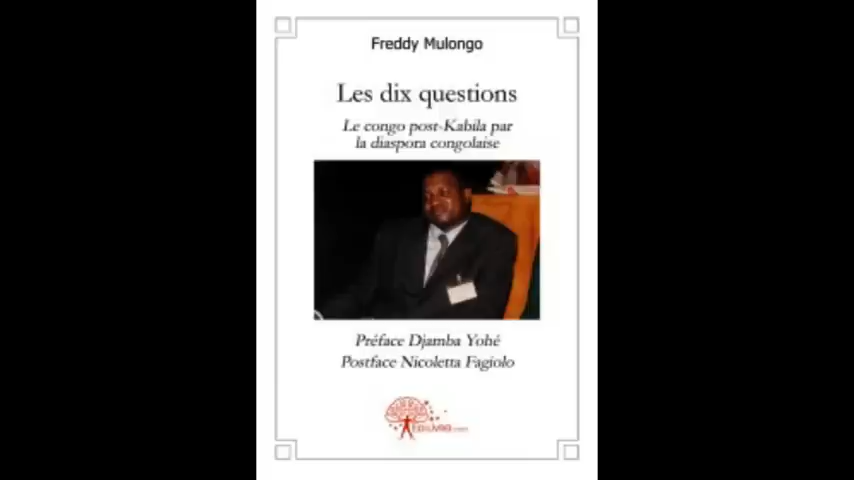 Freddy Mulongo
Les dix questions
Le congo post-Kabila par
la diaspora congolaise
Préface Djamba Yohé
Postface Nicoletta Fagiolo